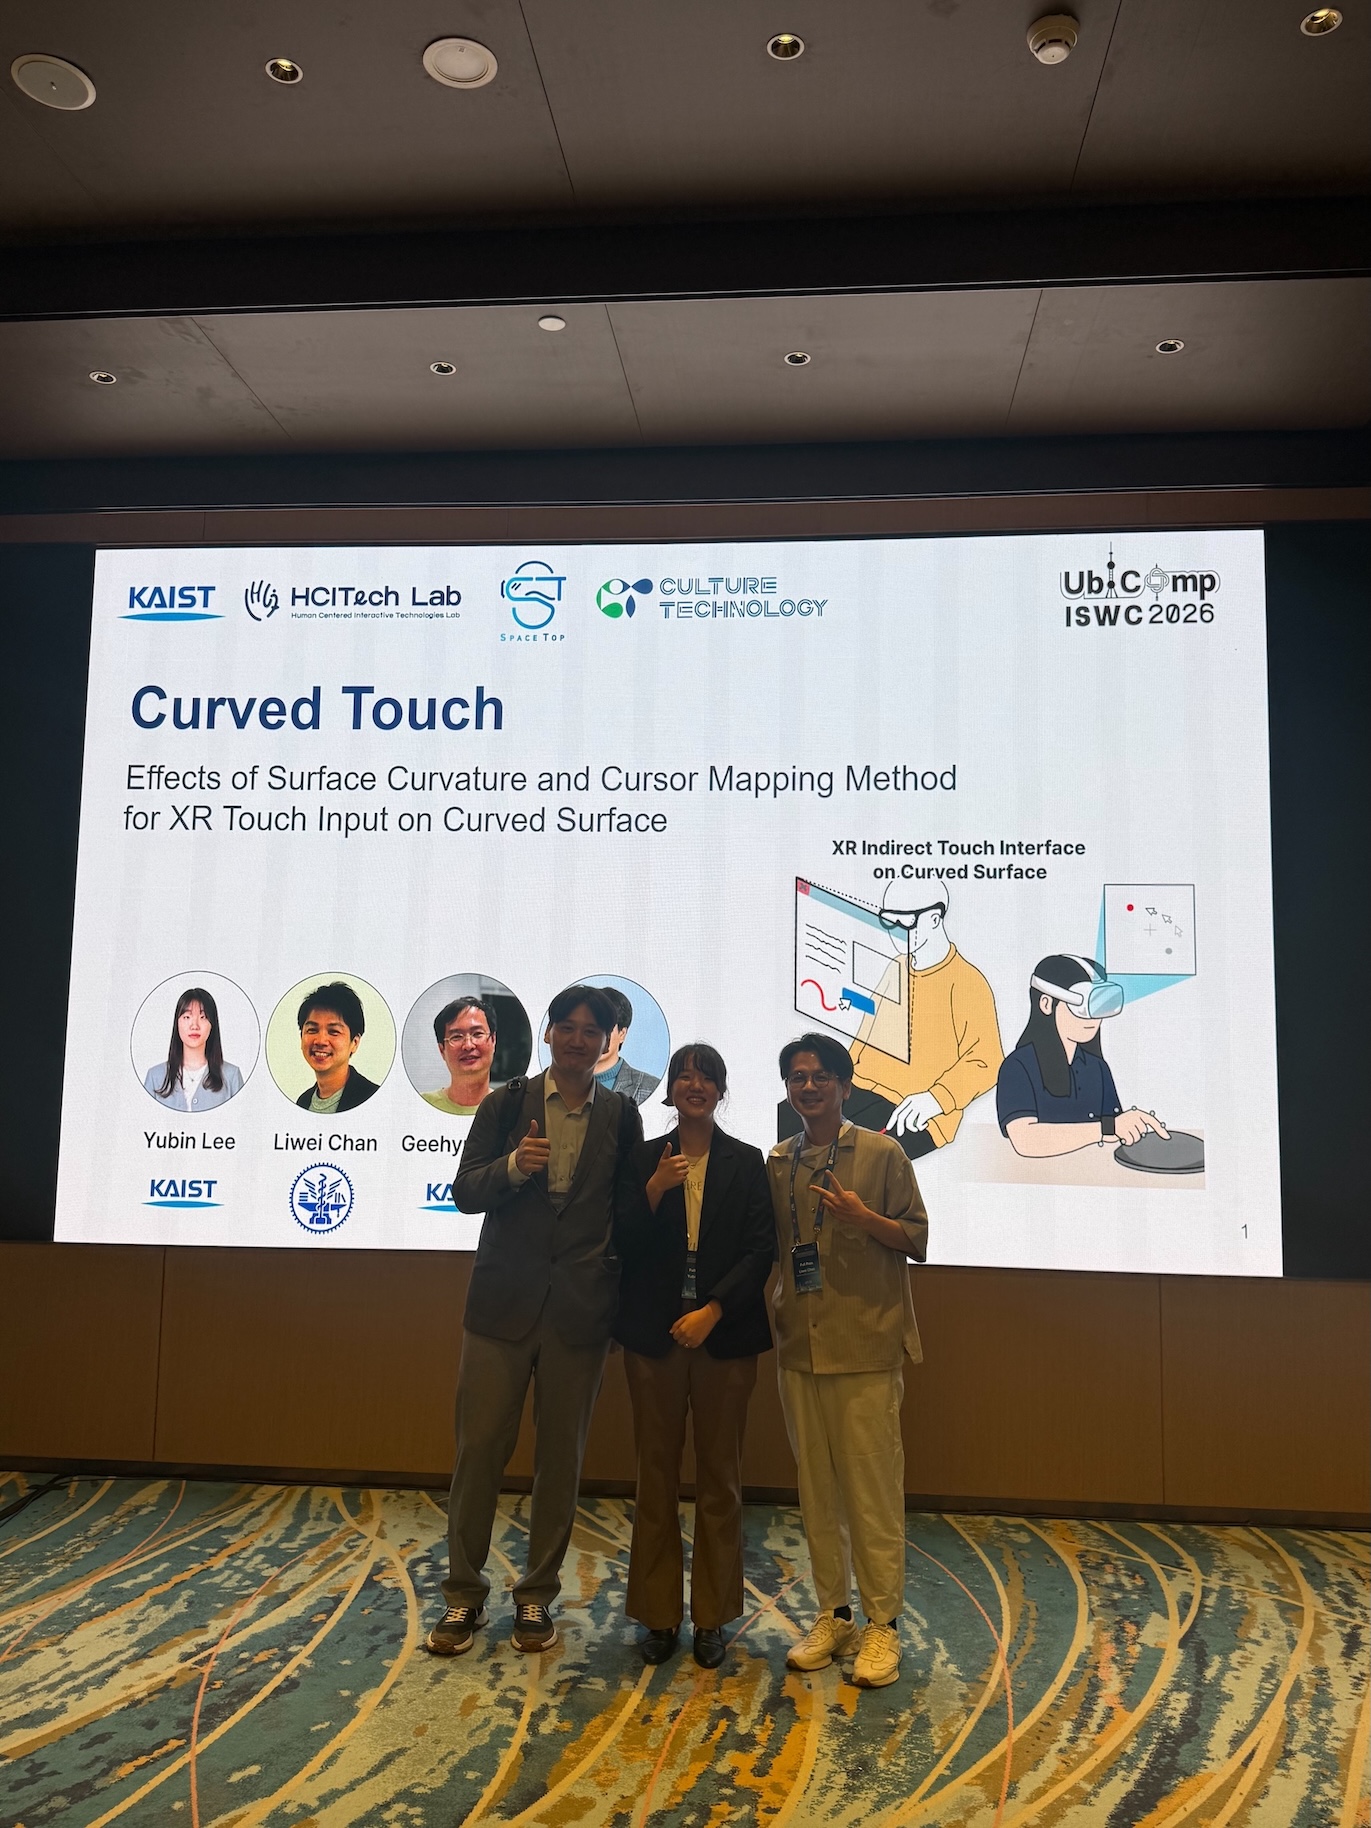 KAIST
HCITech Lab
Human Centered Interactive Technologies Lab
SPACE TOP
CULTURE
TECHNOLOGY
UbiComp
ISWC 2026
Curved Touch
Effects of Surface Curvature and Cursor Mapping Method
for XR Touch Input on Curved Surface
XR Indirect Touch Interface
on Curved Surface
Yubin Lee
Liwei Chan
Geehy
KAIST
KA
1